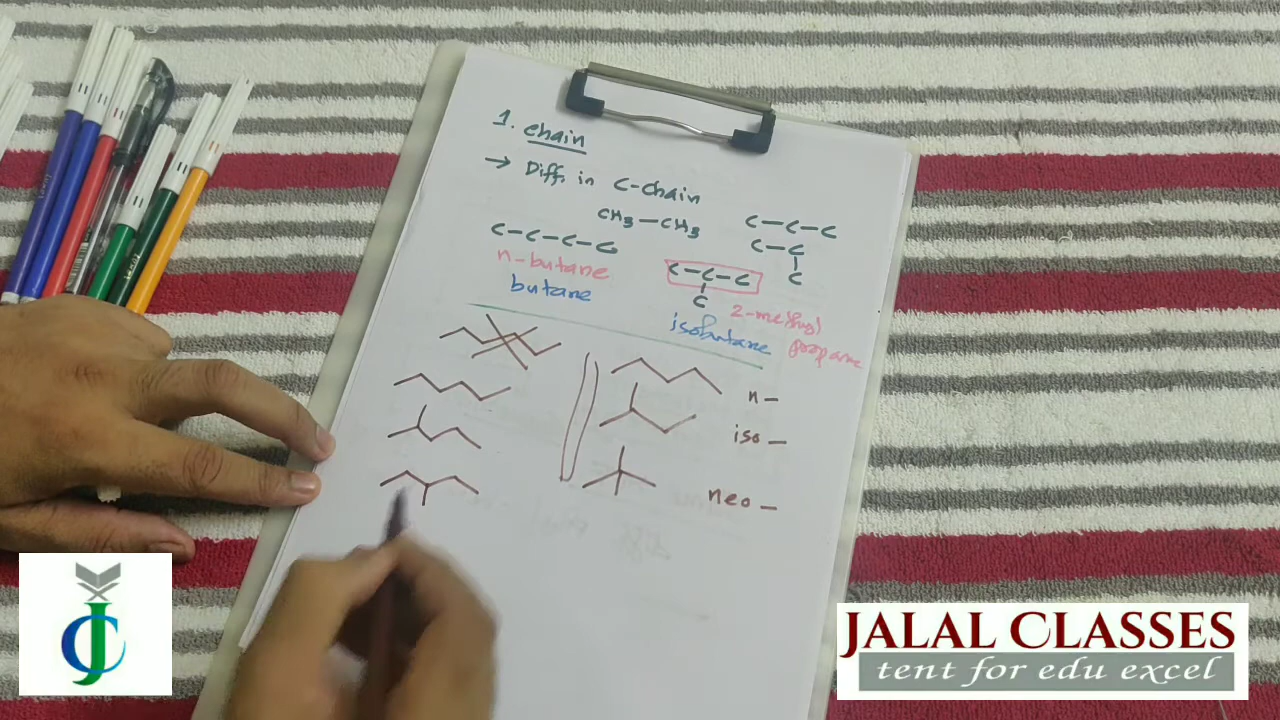 1. chain
→ Diff. in C-chain
CH3—CH3
C—C—C
C—C
C
C-C-C-C
n-butane
butane
C-C-C
C
2-methyl
propane
isobutane
n—
iso—
neo—
JC
JALAL CLASSES
tent for edu excel